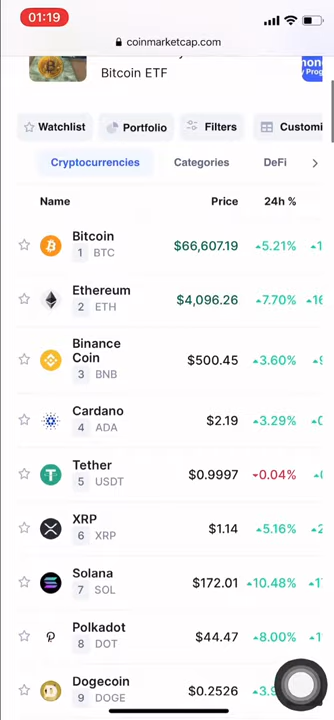 01:19
coinmarketcap.com
Bitcoin ETF
Watchlist Portfolio Filters Customi
Cryptocurrencies Categories DeFi
Name Price 24h %
Bitcoin
1 BTC $66,607.19 5.21%
Ethereum
2 ETH $4,096.26 7.70%
Binance
Coin
3 BNB $500.45 3.60%
Cardano
4 ADA $2.19 3.29%
Tether
5 USDT $0.9997 0.04%
XRP
6 XRP $1.14 5.16%
Solana
7 SOL $172.01 10.48%
Polkadot
8 DOT $44.47 8.00%
Dogecoin
9 DOGE $0.2526